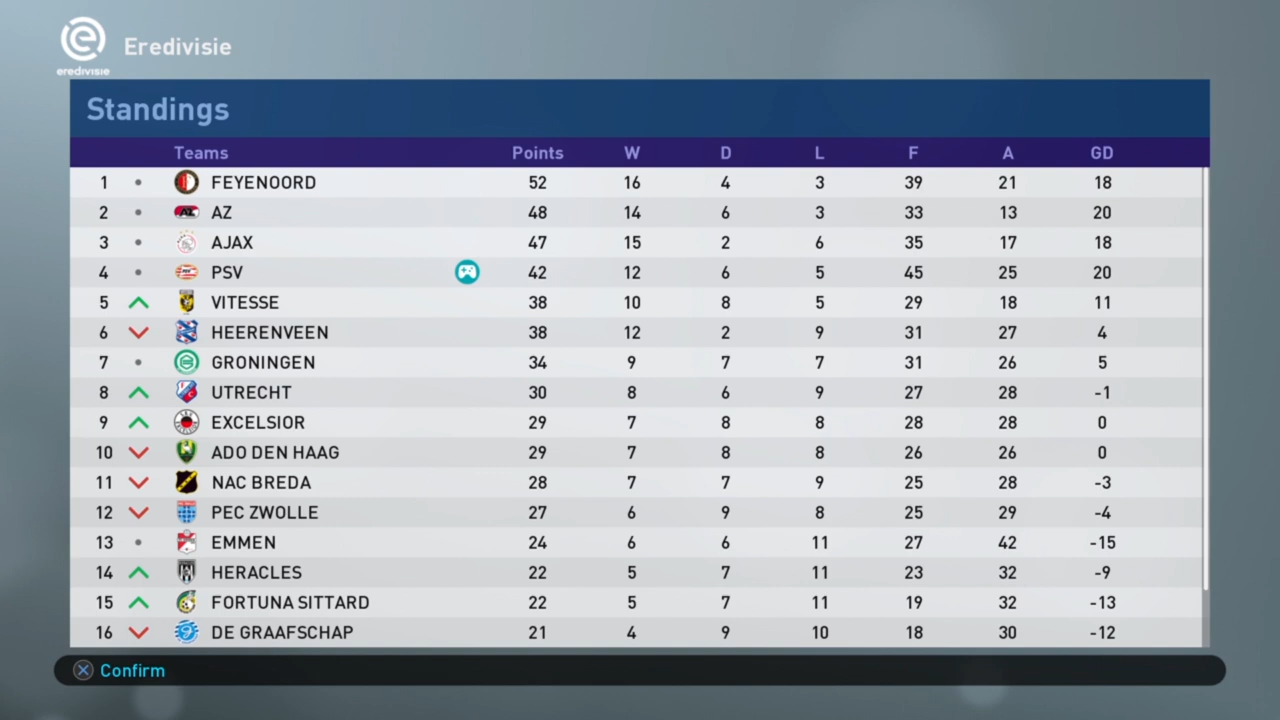 eredivisie
Eredivisie
Standings
Teams Points W D L F A GD
1 FEYENOORD 52 16 4 3 39 21 18
2 AZ 48 14 6 3 33 13 20
3 AJAX 47 15 2 6 35 17 18
4 PSV 42 12 6 5 45 25 20
5 VITESSE 38 10 8 5 29 18 11
6 HEERENVEEN 38 12 2 9 31 27 4
7 GRONINGEN 34 9 7 7 31 26 5
8 UTRECHT 30 8 6 9 27 28 -1
9 EXCELSIOR 29 7 8 8 28 28 0
10 ADO DEN HAAG 29 7 8 8 26 26 0
11 NAC BREDA 28 7 7 9 25 28 -3
12 PEC ZWOLLE 27 6 9 8 25 29 -4
13 EMMEN 24 6 6 11 27 42 -15
14 HERACLES 22 5 7 11 23 32 -9
15 FORTUNA SITTARD 22 5 7 11 19 32 -13
16 DE GRAAFSCHAP 21 4 9 10 18 30 -12
Confirm